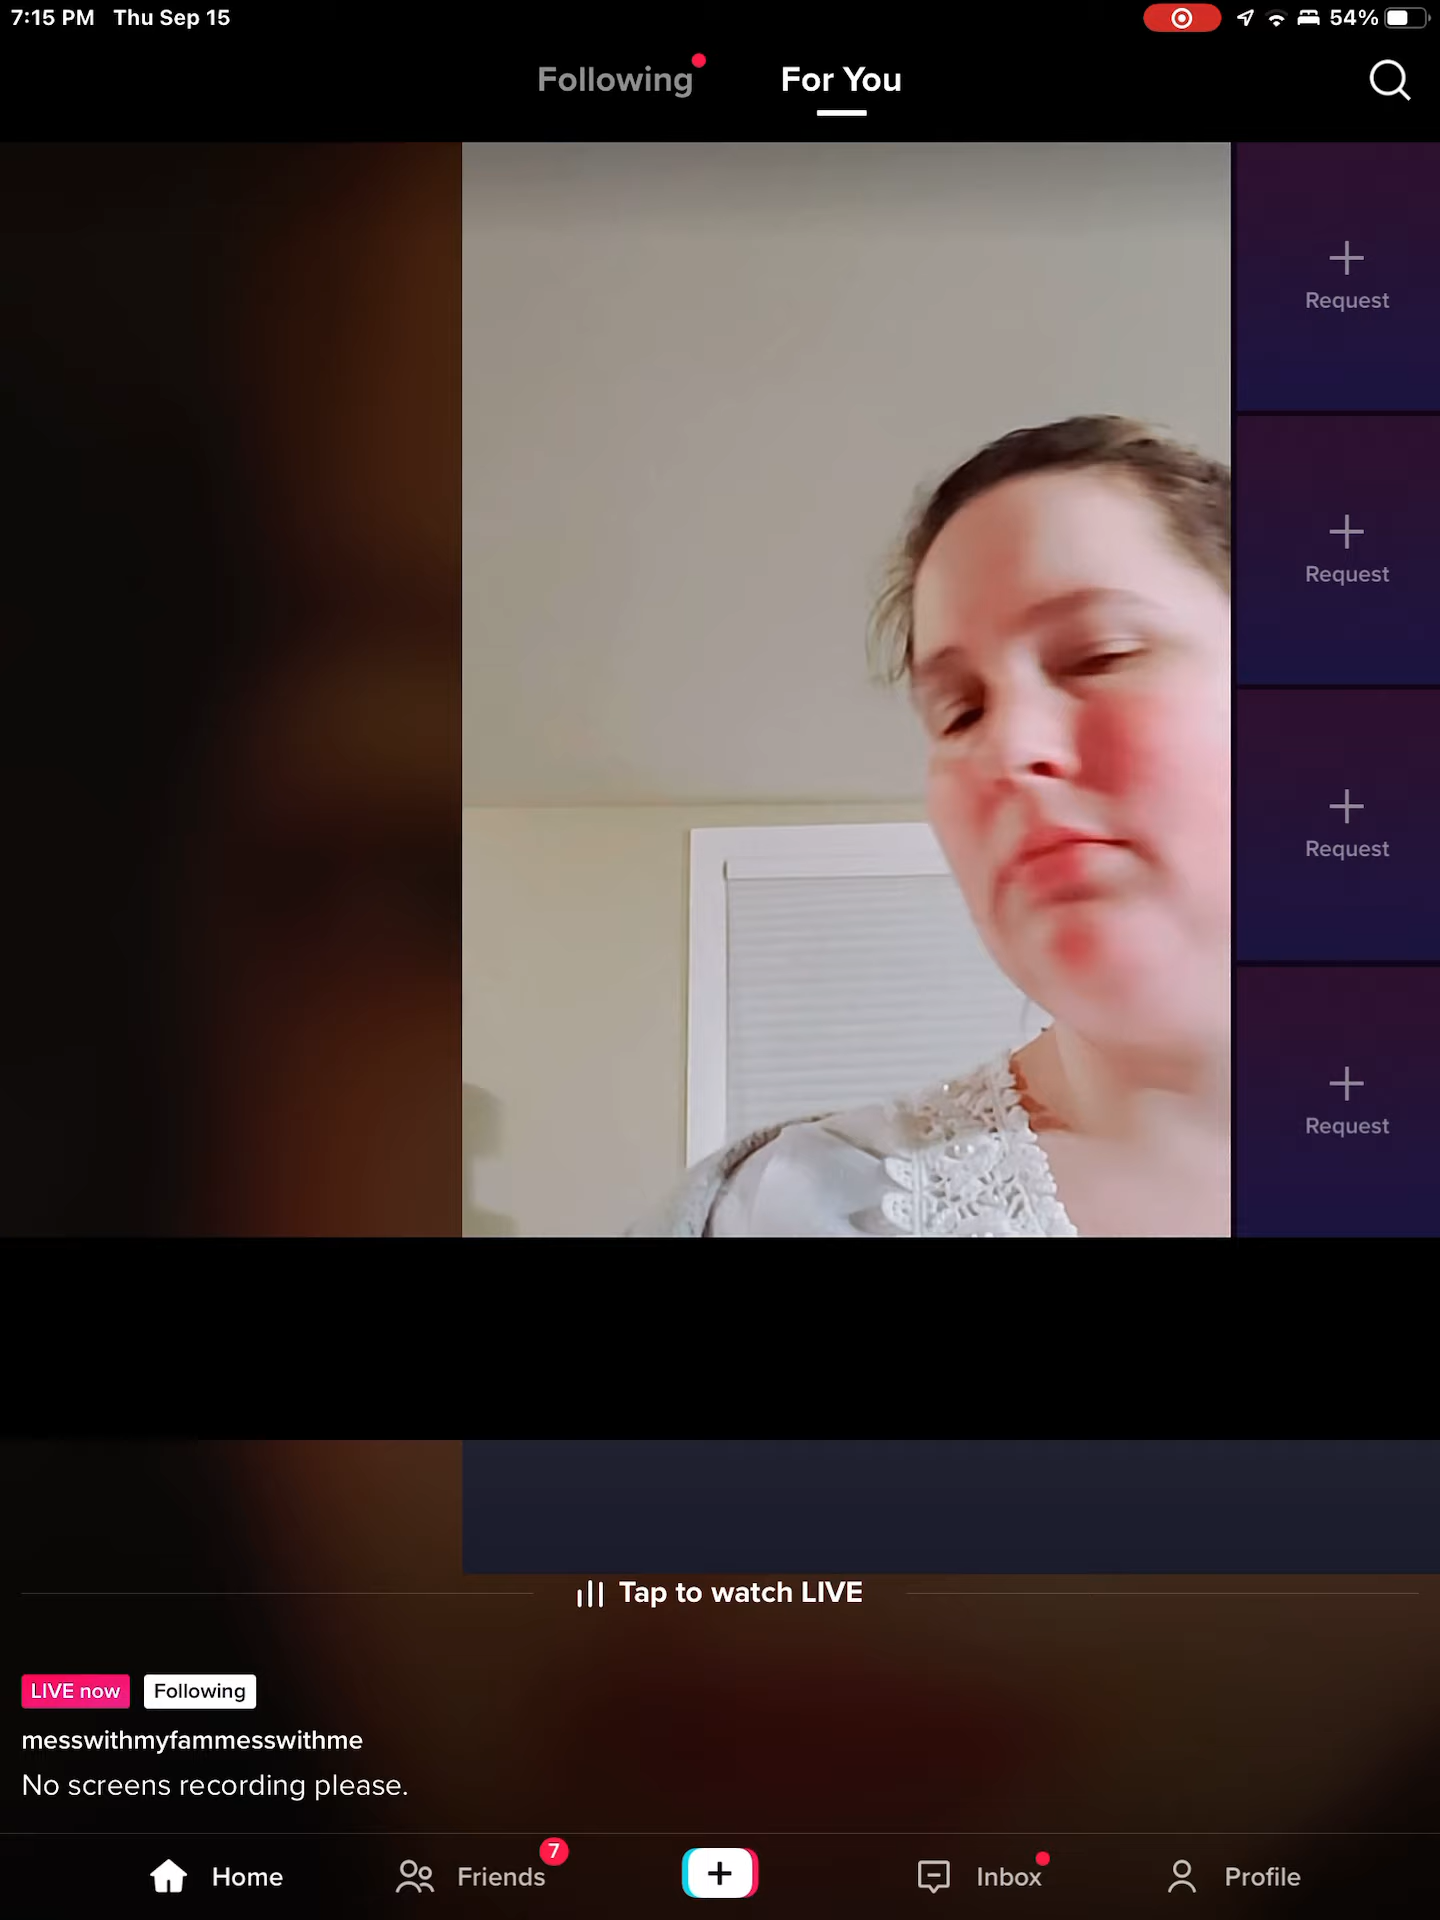 7:15 PM Thu Sep 15 54%
Following For You
Request
Request
Request
Request
Tap to watch LIVE
LIVE now Following
messwithmyfammesswithme
No screens recording please.
Home Friends 7 Inbox Profile